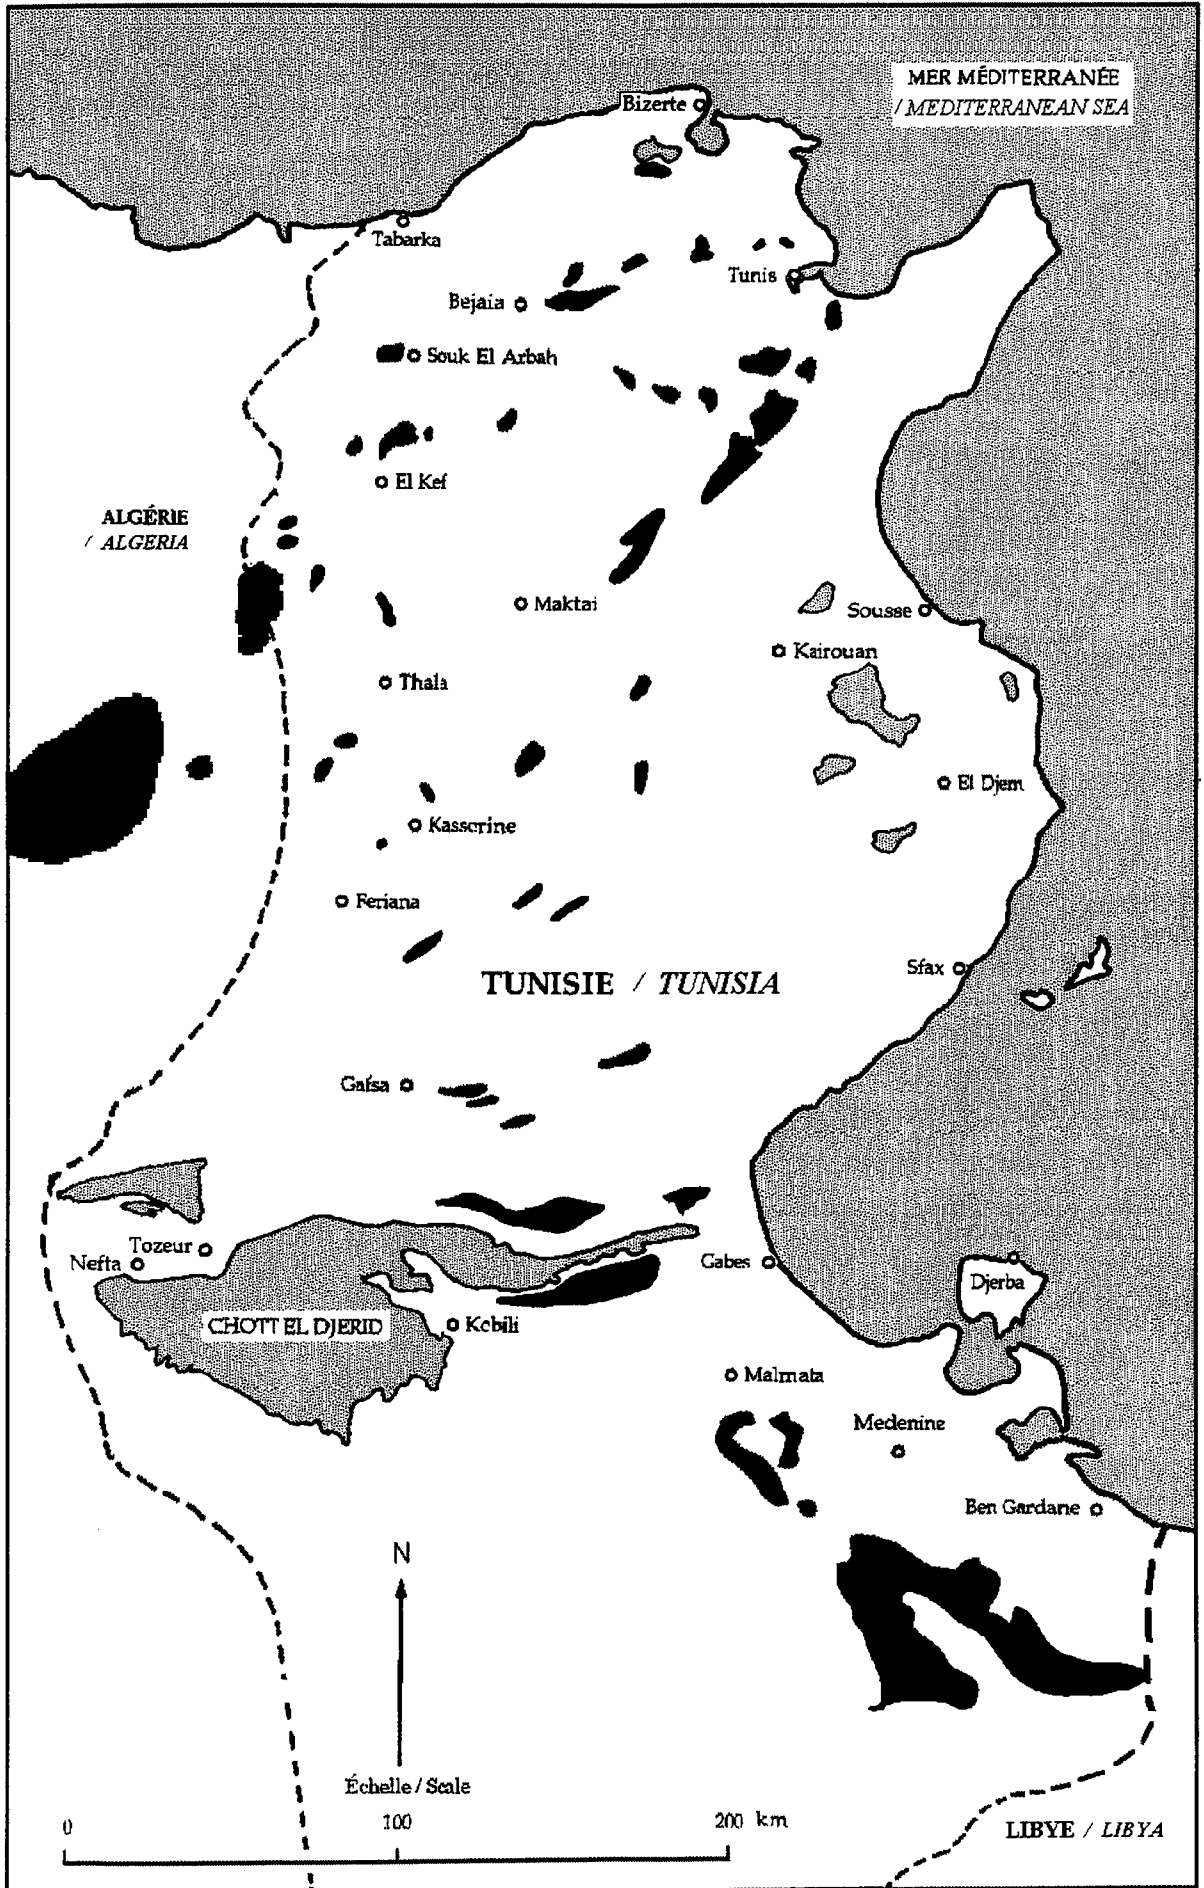 MER MÉDITERRANÉE
/ MEDITERRANEAN SEA
Bizerte
Tabarka
Tunis
Bejaia
Souk El Arbah
El Kef
ALGÉRIE
/ ALGERIA
Maktai
Sousse
Kairouan
Thala
El Djem
Kasserine
Feriana
Sfax
TUNISIE / TUNISIA
Gafsa
Tozeur
Nefta
Gabes
Djerba
CHOTT EL DJERID
Kebili
Malmata
Medenine
Ben Gardane
N
Échelle / Scale
0 100 200 km
LIBYE / LIBYA